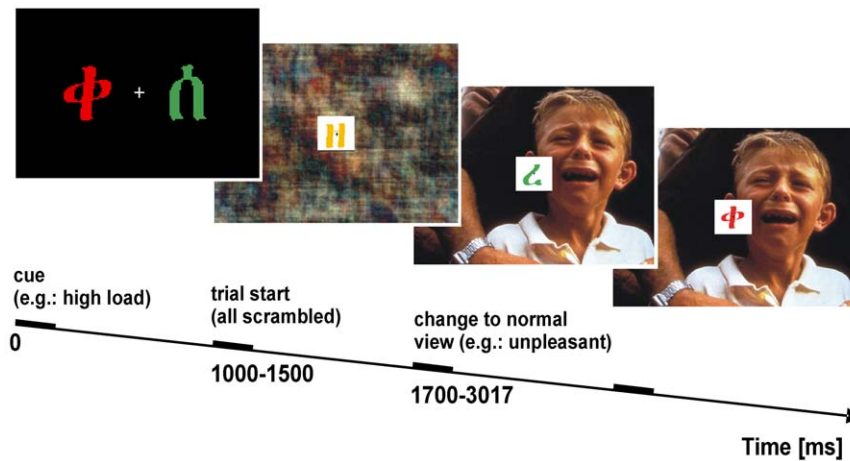 +
cue
(e.g.: high load)
trial start
(all scrambled)
change to normal
view (e.g.: unpleasant)
0
1000-1500
1700-3017
Time [ms]